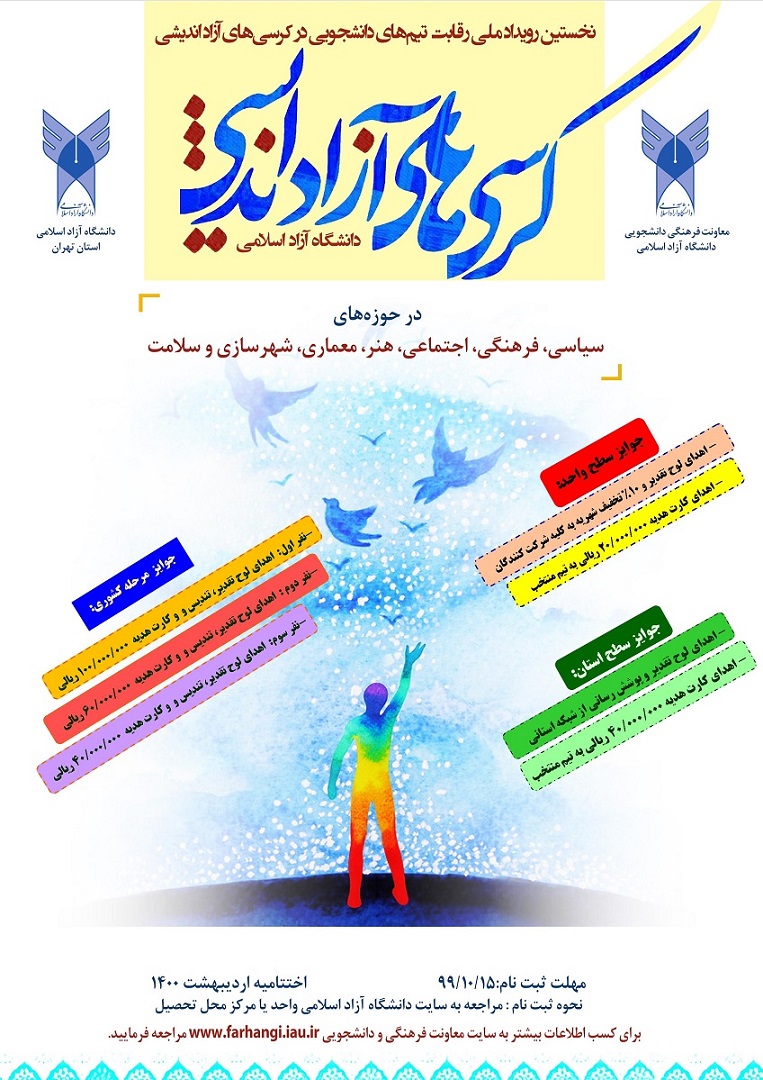 نخستین رویداد ملی رقابت تیم‌های دانشجویی در کرسی‌های آزاداندیشی
کرسی های آزاد اندیشی
دانشگاه آزاد اسلامی
معاونت فرهنگی دانشجویی
دانشگاه آزاد اسلامی
دانشگاه آزاد اسلامی
استان تهران
در حوزه‌های
سیاسی، فرهنگی، اجتماعی، هنر، معماری، شهرسازی و سلامت
جوایز سطح واحد:
– اهدای لوح تقدیر و ۱۰٪ تخفیف شهریه به کلیه شرکت کنندگان
– اهدای کارت هدیه ۲۰/۰۰۰/۰۰۰ ریالی به تیم منتخب
جوایز مرحله کشوری:
–نفر اول: اهدای لوح تقدیر، تندیس و و کارت هدیه ۱۰۰/۰۰۰/۰۰۰ ریالی
–نفر دوم : اهدای لوح تقدیر، تندیس و و کارت هدیه ۶۰/۰۰۰/۰۰۰ ریالی
–نفر سوم: اهدای لوح تقدیر، تندیس و و کارت هدیه ۴۰/۰۰۰/۰۰۰ ریالی
جوایز سطح استان:
– اهدای لوح تقدیر و پوشش رسانی از شبکه استانی
– اهدای کارت هدیه ۴۰/۰۰۰/۰۰۰ ریالی به تیم منتخب
مهلت ثبت نام:۹۹/۱۰/۱۵ اختتامیه اردیبهشت ۱۴۰۰
نحوه ثبت نام : مراجعه به سایت دانشگاه آزاد اسلامی واحد یا مرکز محل تحصیل
برای کسب اطلاعات بیشتر به سایت معاونت فرهنگی و دانشجویی www.farhangi.iau.ir مراجعه فرمایید.